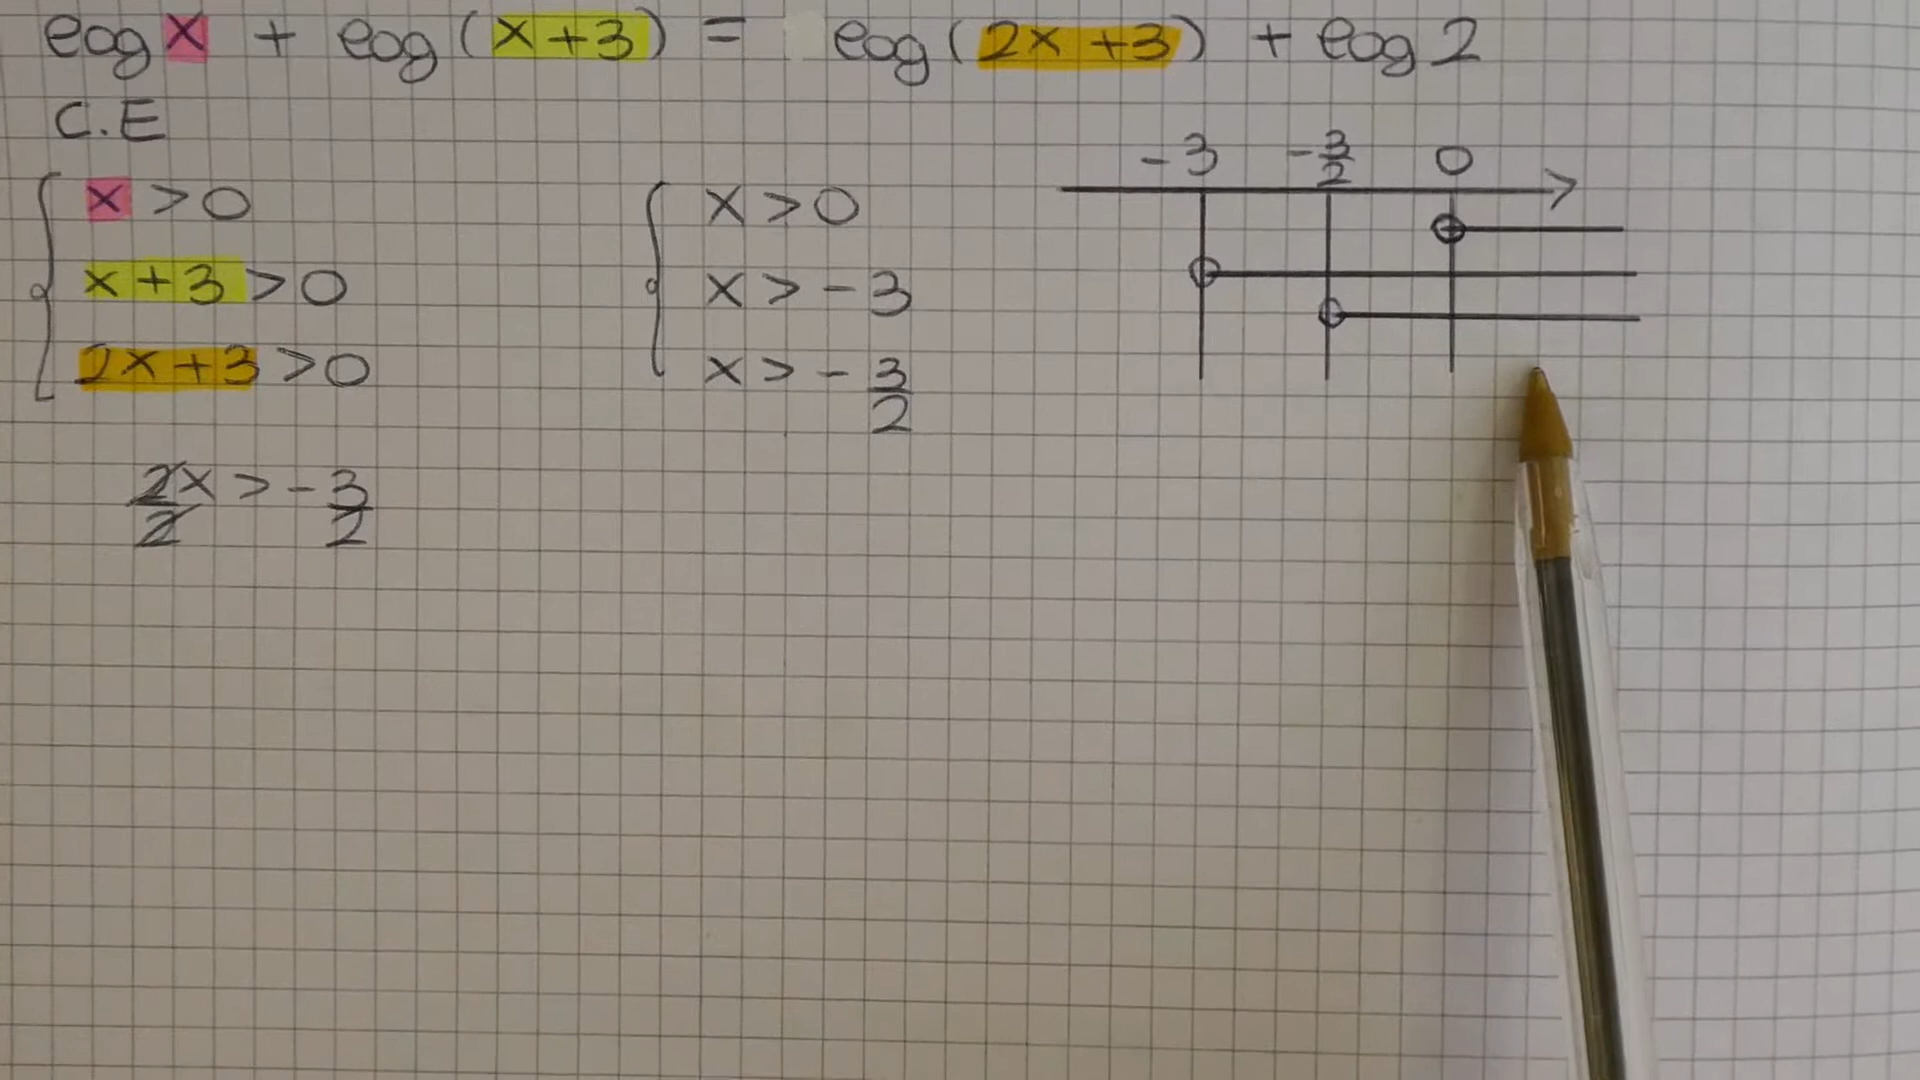 log x + log (x+3) = log (2x+3) + log 2
C.E
x > 0
x+3 > 0
2x+3 > 0
2x/2 > -3/2
x > 0
x > -3
x > -3/2
-3 -3/2 0